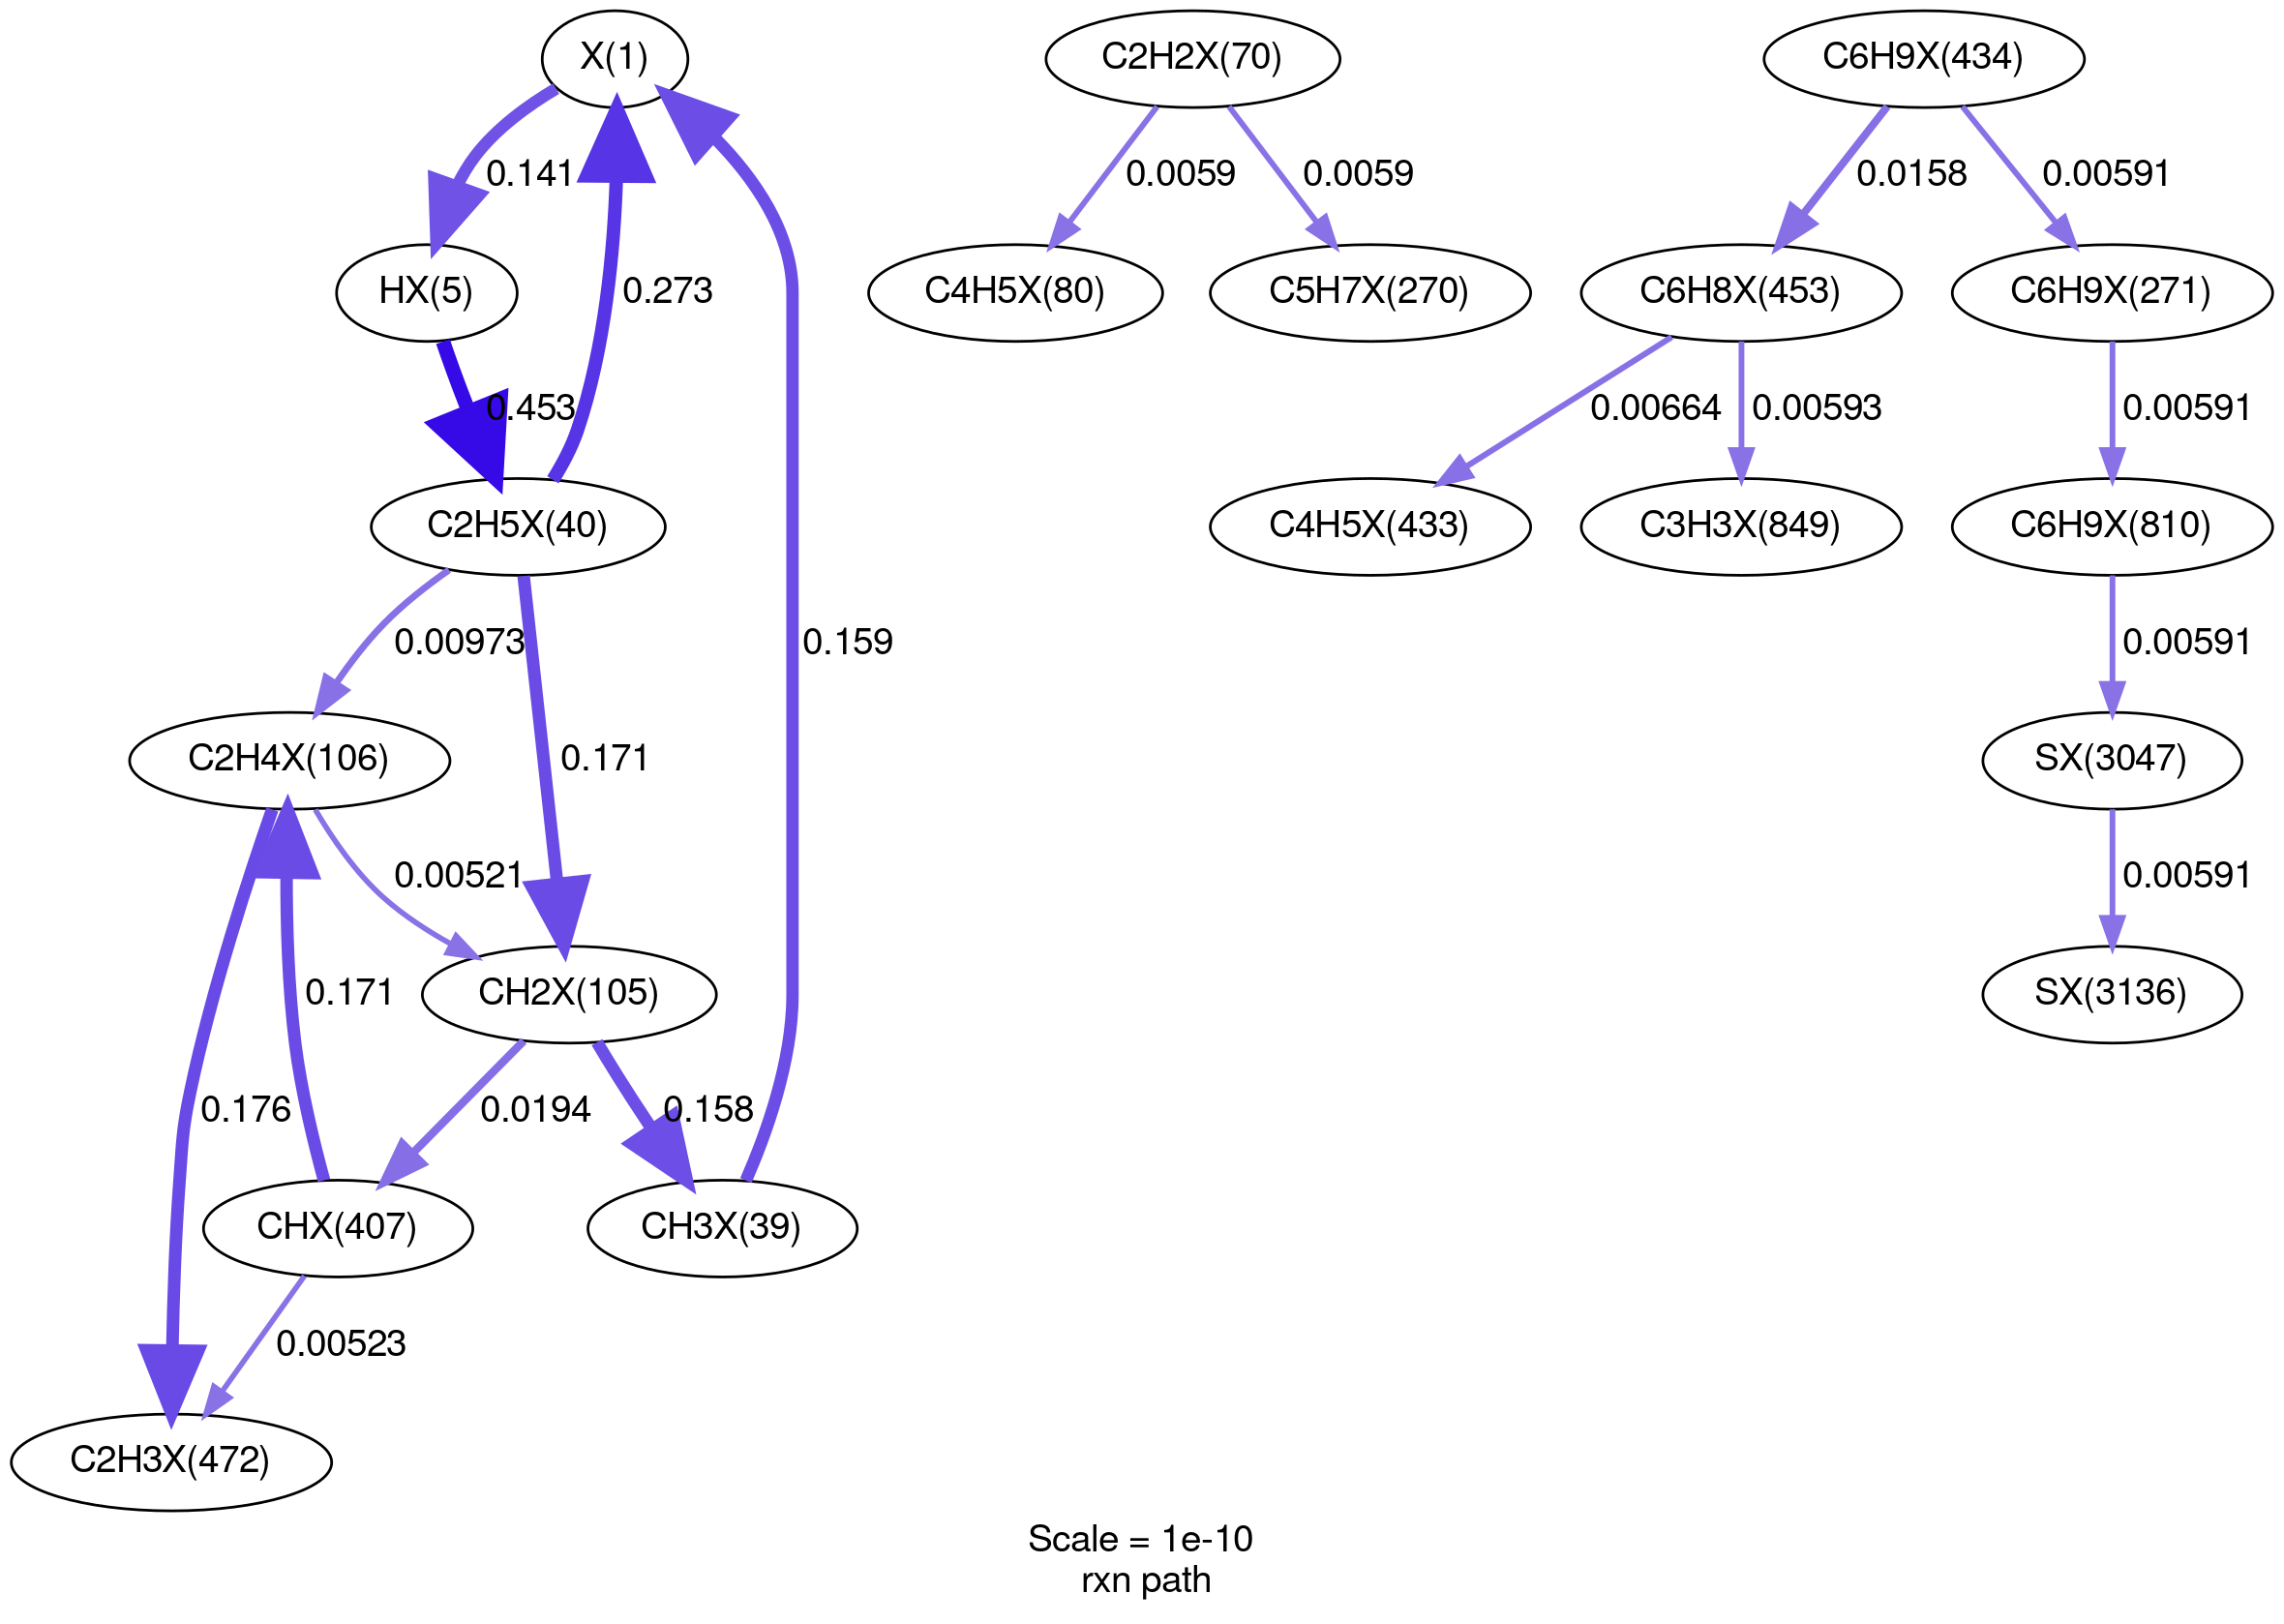 X(1)
C2H2X(70)
C6H9X(434)
0.141
0.0059
0.0059
0.0158
0.00591
HX(5)
0.273
C4H5X(80)
C5H7X(270)
C6H8X(453)
C6H9X(271)
0.453
0.00664
0.00593
0.00591
C2H5X(40)
C4H5X(433)
C3H3X(849)
C6H9X(810)
0.00973
0.159
0.00591
C2H4X(106)
0.171
SX(3047)
0.00521
0.00591
0.171
CH2X(105)
SX(3136)
0.176
0.0194
0.158
CHX(407)
CH3X(39)
0.00523
C2H3X(472)
Scale = 1e-10
rxn path